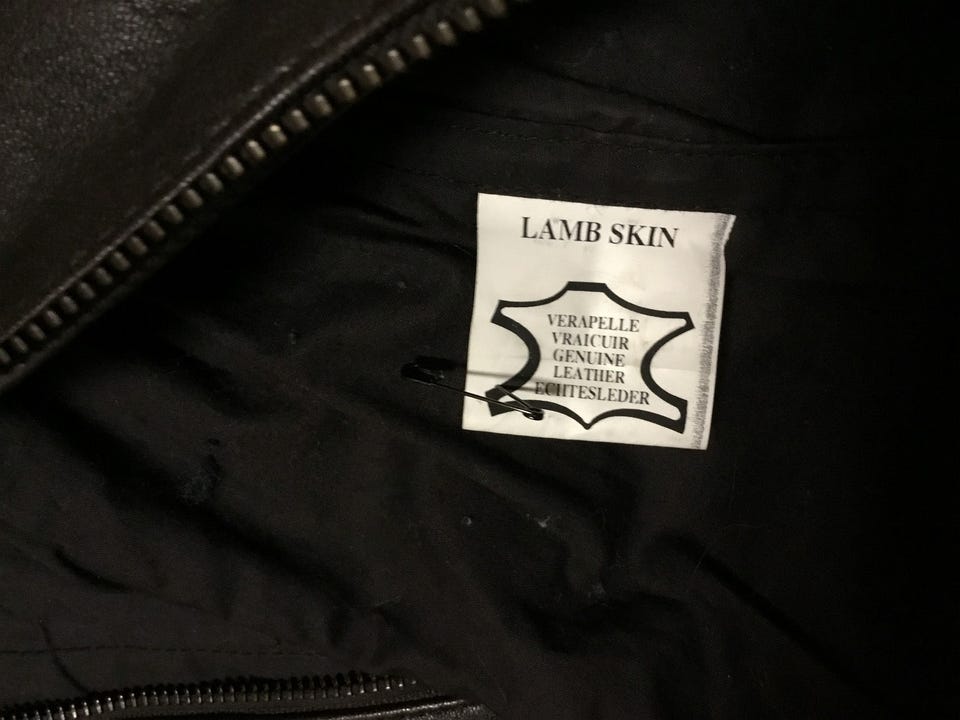 LAMB SKIN
VERAPELLE
VRAICUIR
GENUINE
LEATHER
ECHTESLEDER